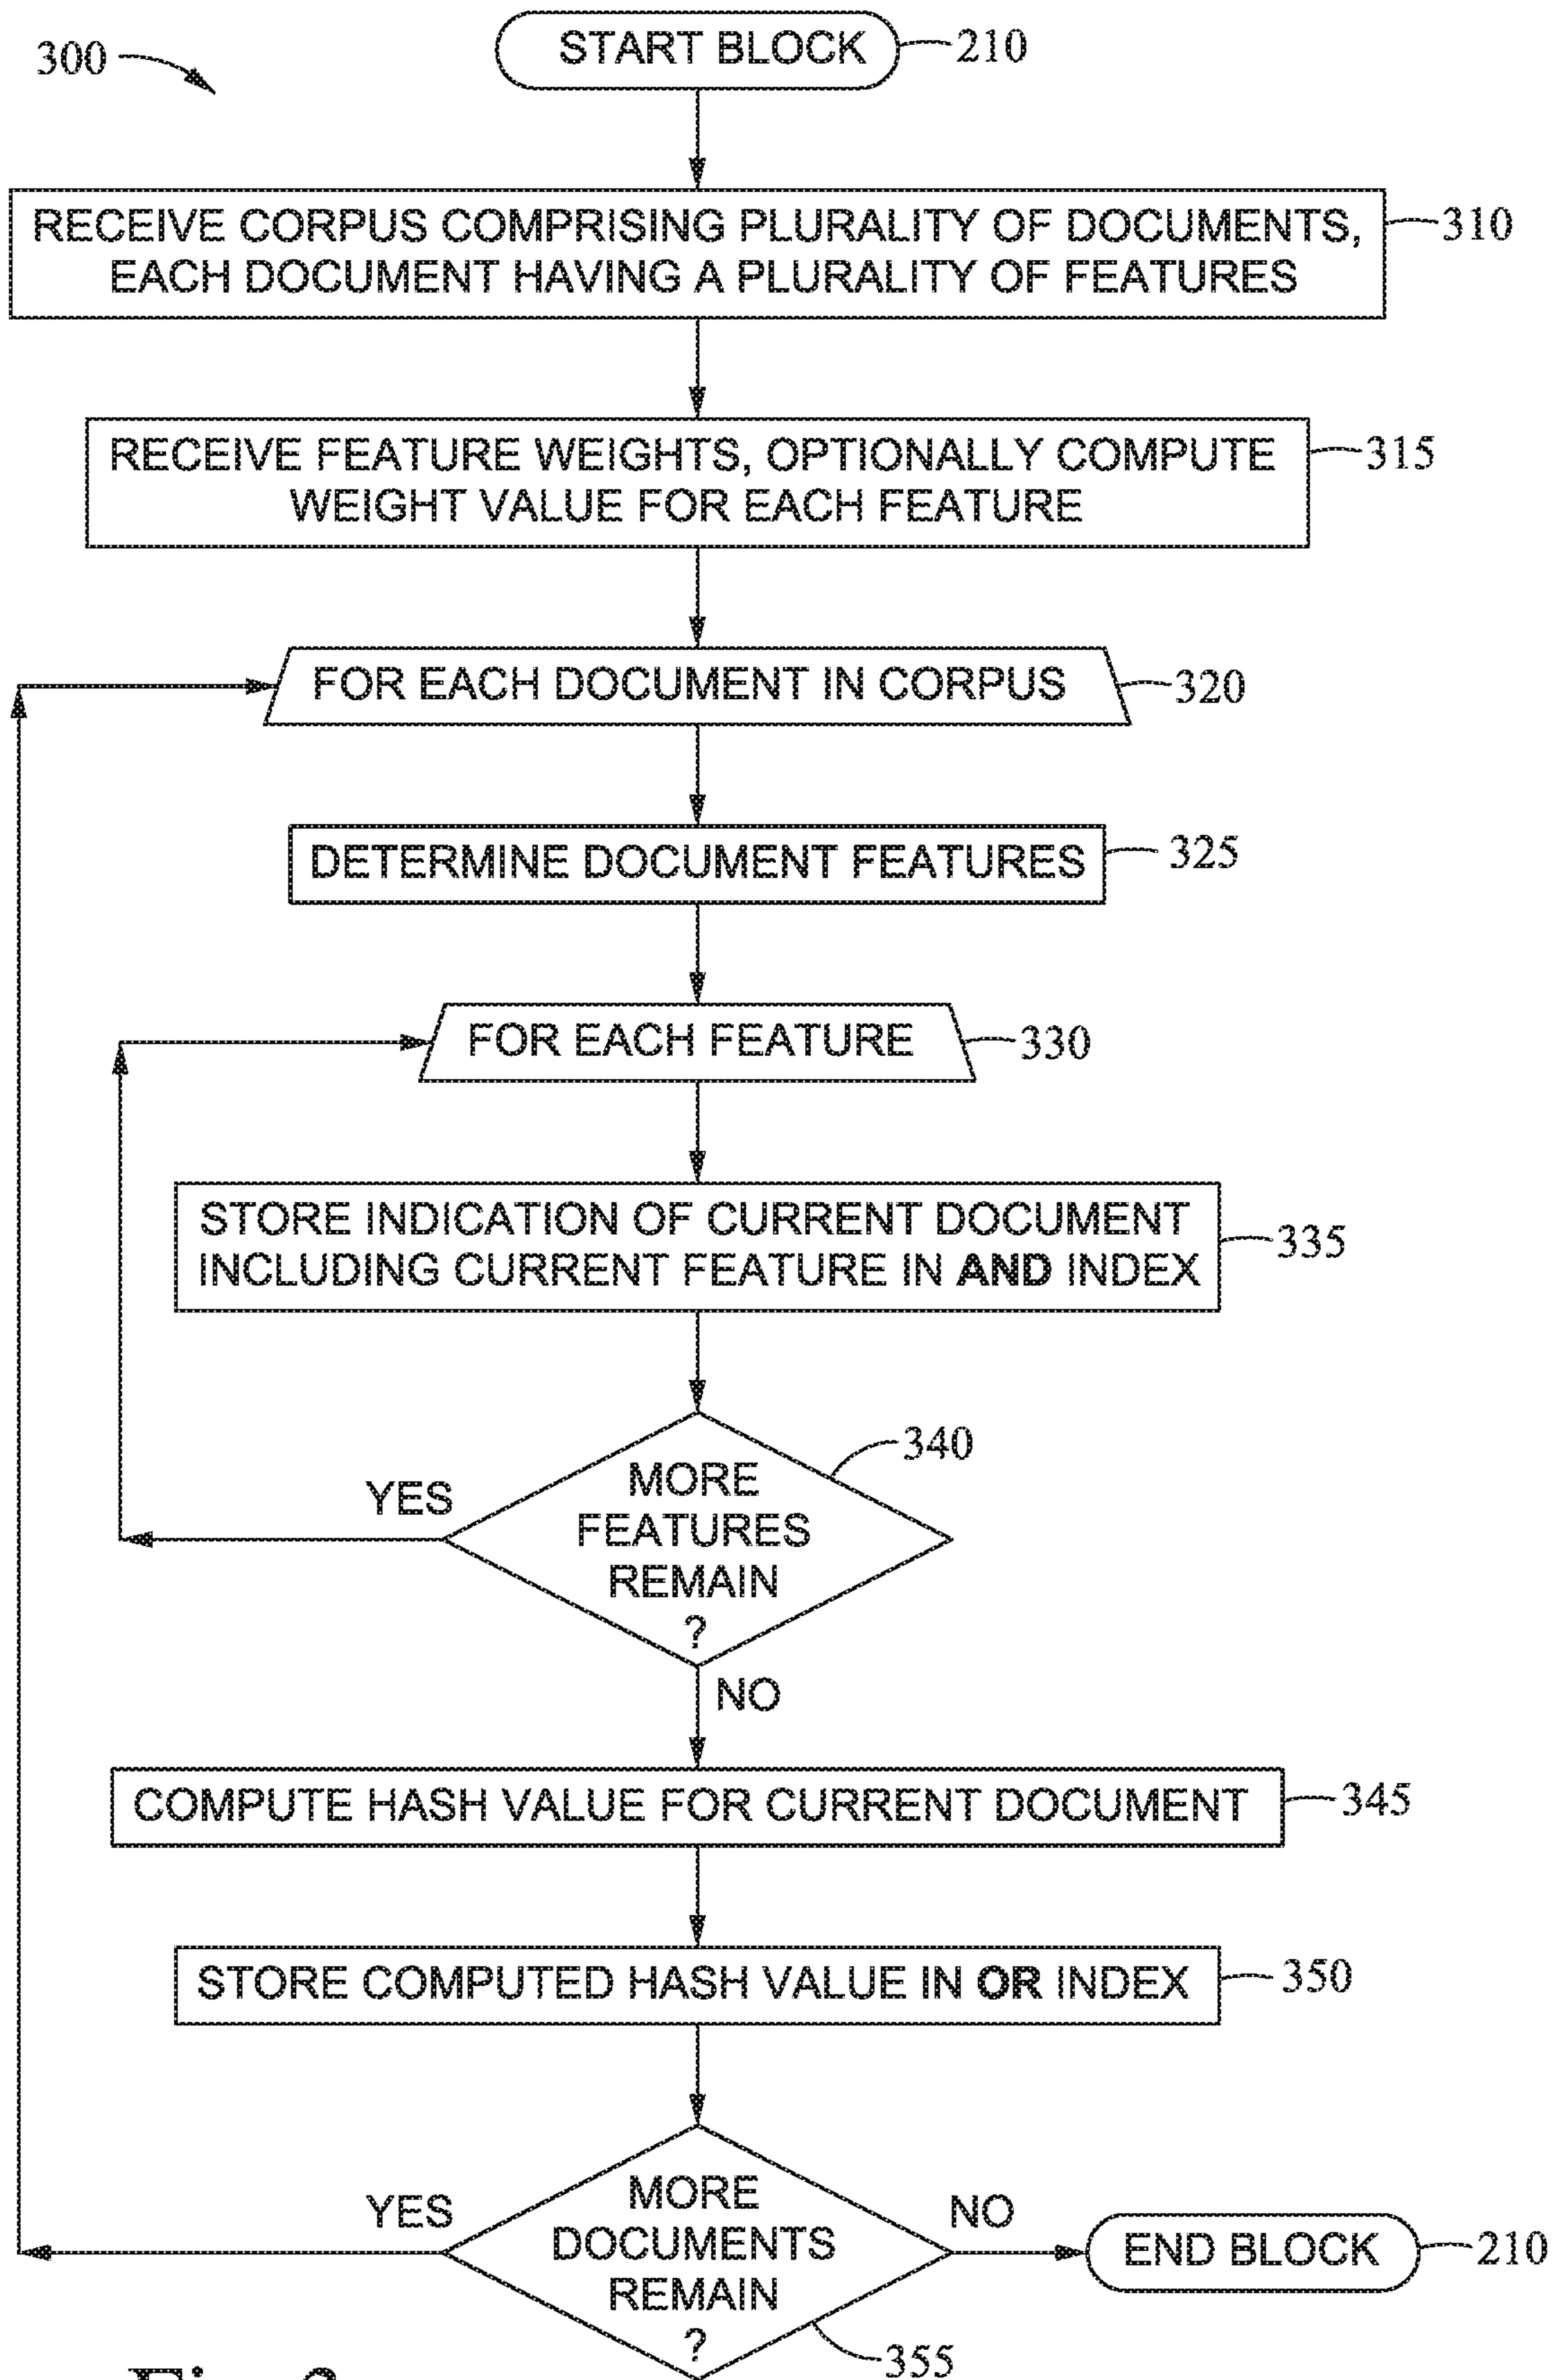 300
START BLOCK
210
RECEIVE CORPUS COMPRISING PLURALITY OF DOCUMENTS,
EACH DOCUMENT HAVING A PLURALITY OF FEATURES
310
RECEIVE FEATURE WEIGHTS, OPTIONALLY COMPUTE
WEIGHT VALUE FOR EACH FEATURE
315
FOR EACH DOCUMENT IN CORPUS
320
DETERMINE DOCUMENT FEATURES
325
FOR EACH FEATURE
330
STORE INDICATION OF CURRENT DOCUMENT
INCLUDING CURRENT FEATURE IN AND INDEX
335
340
YES
MORE
FEATURES
REMAIN
?
NO
COMPUTE HASH VALUE FOR CURRENT DOCUMENT
345
STORE COMPUTED HASH VALUE IN OR INDEX
350
YES
MORE
DOCUMENTS
REMAIN
?
NO
END BLOCK
210
355